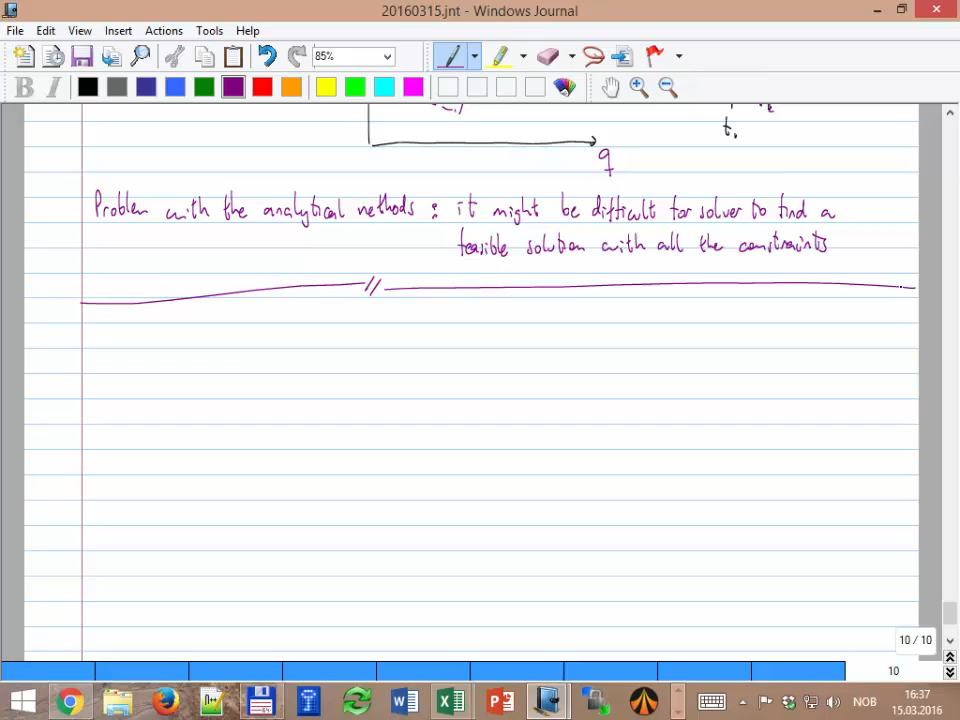 20160315.jnt - Windows Journal
File Edit View Insert Actions Tools Help
85%
B I
t.
q
Problem with the analytical methods : it might be difficult for solver to find a
feasible solution with all the constraints
//
10 / 10
10
NOB
16:37
15.03.2016